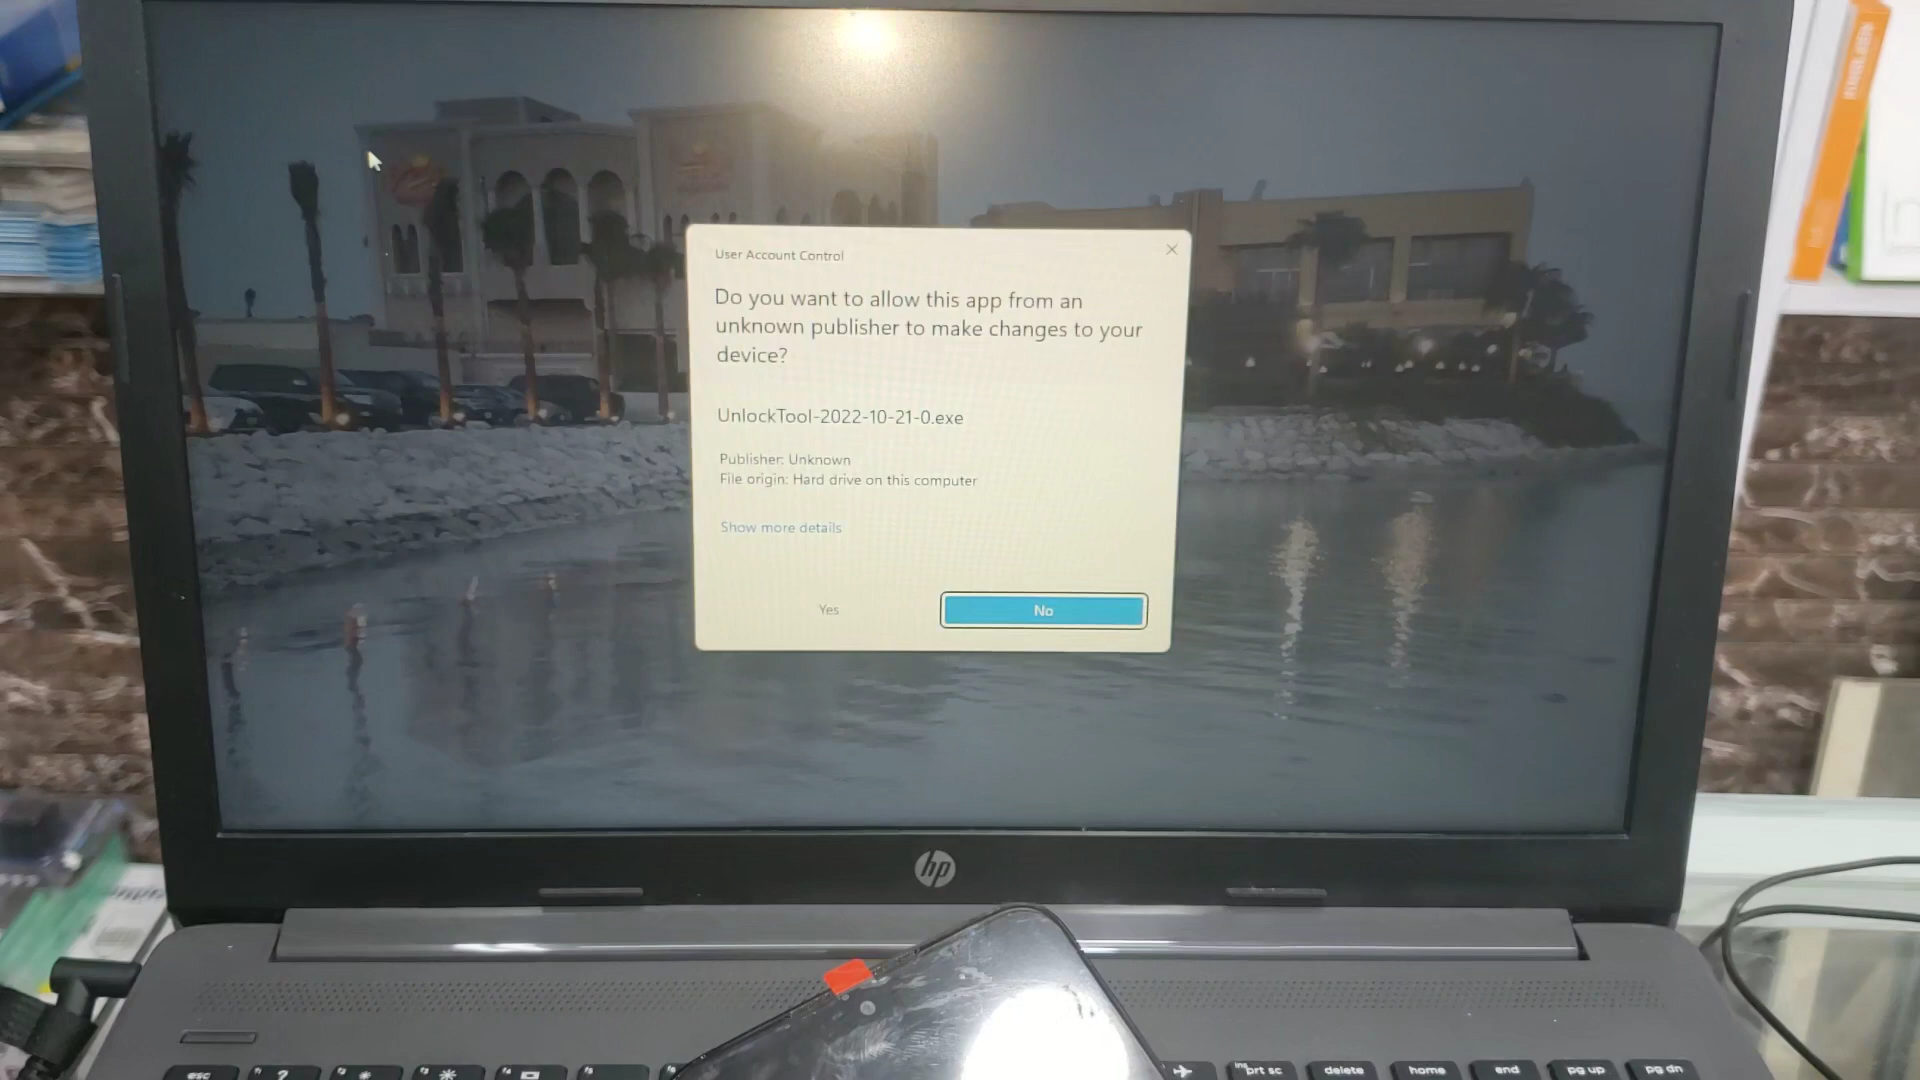 User Account Control
Do you want to allow this app from an
unknown publisher to make changes to your
device?
UnlockTool-2022-10-21-0.exe
Publisher: Unknown
File origin: Hard drive on this computer
Show more details
Yes
No
hp
esc
?
prt sc
delete
home
end
pg up
pg dn